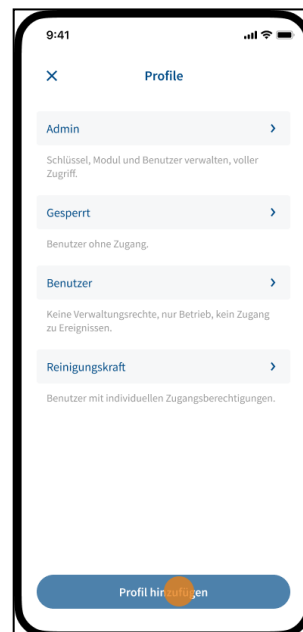 9:41
Profile
Admin
Schlüssel, Modul und Benutzer verwalten, voller
Zugriff.
Gesperrt
Benutzer ohne Zugang.
Benutzer
Keine Verwaltungsrechte, nur Betrieb, kein Zugang
zu Ereignissen.
Reinigungskraft
Benutzer mit individuellen Zugangsberechtigungen.
Profil hinzufügen